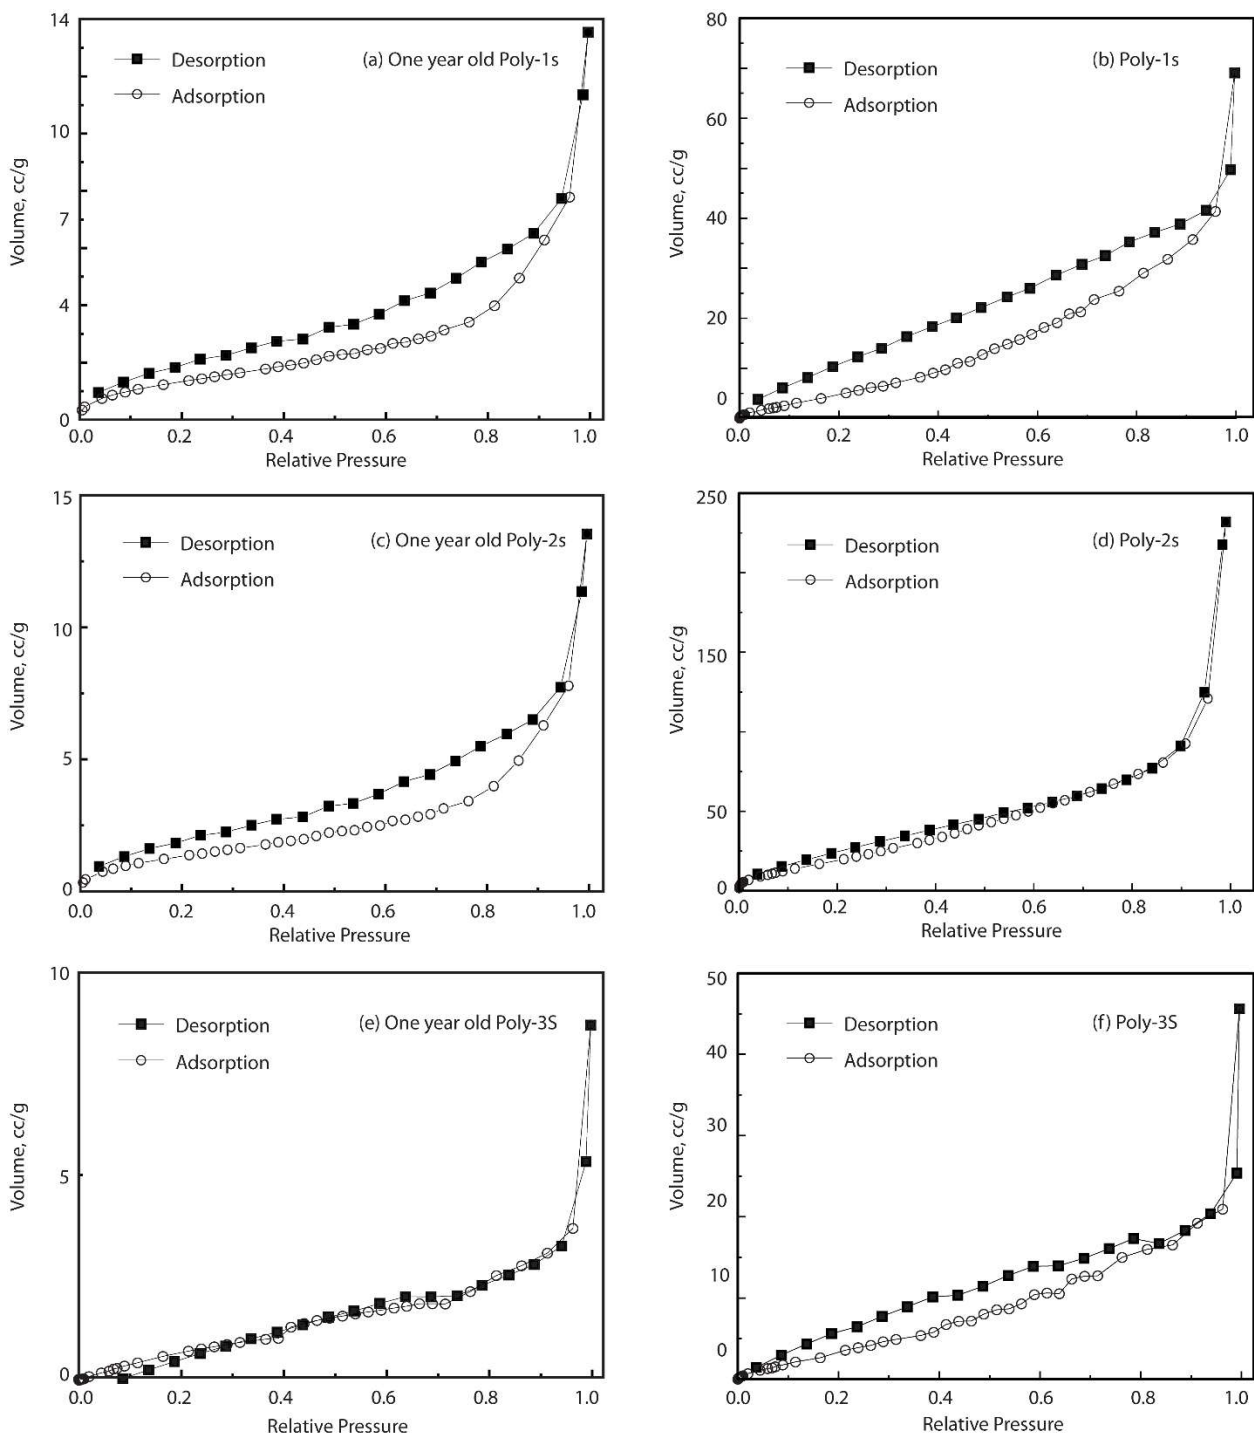 14
13
7
4
0
Volume, cc/g
Desorption
Adsorption
(a) One year old Poly-1s
0.0 0.2 0.4 0.6 0.8 1.0
Relative Pressure
80
60
40
20
0
Volume, cc/g
Desorption
Adsorption
(b) Poly-1s
0.0 0.2 0.4 0.6 0.8 1.0
Relative Pressure
15
10
5
0
Volume, cc/g
Desorption
Adsorption
(c) One year old Poly-2s
0.0 0.2 0.4 0.6 0.8 1.0
Relative Pressure
250
150
50
0
Volume, cc/g
Desorption
Adsorption
(d) Poly-2s
0.0 0.2 0.4 0.6 0.8 1.0
Relative Pressure
10
5
0
Volume, cc/g
Desorption
Adsorption
(e) One year old Poly-3S
0.0 0.2 0.4 0.6 0.8 1.0
Relative Pressure
50
45
30
20
10
0
Volume, cc/g
Desorption
Adsorption
(f) Poly-3S
0.0 0.2 0.4 0.6 0.8 1.0
Relative Pressure